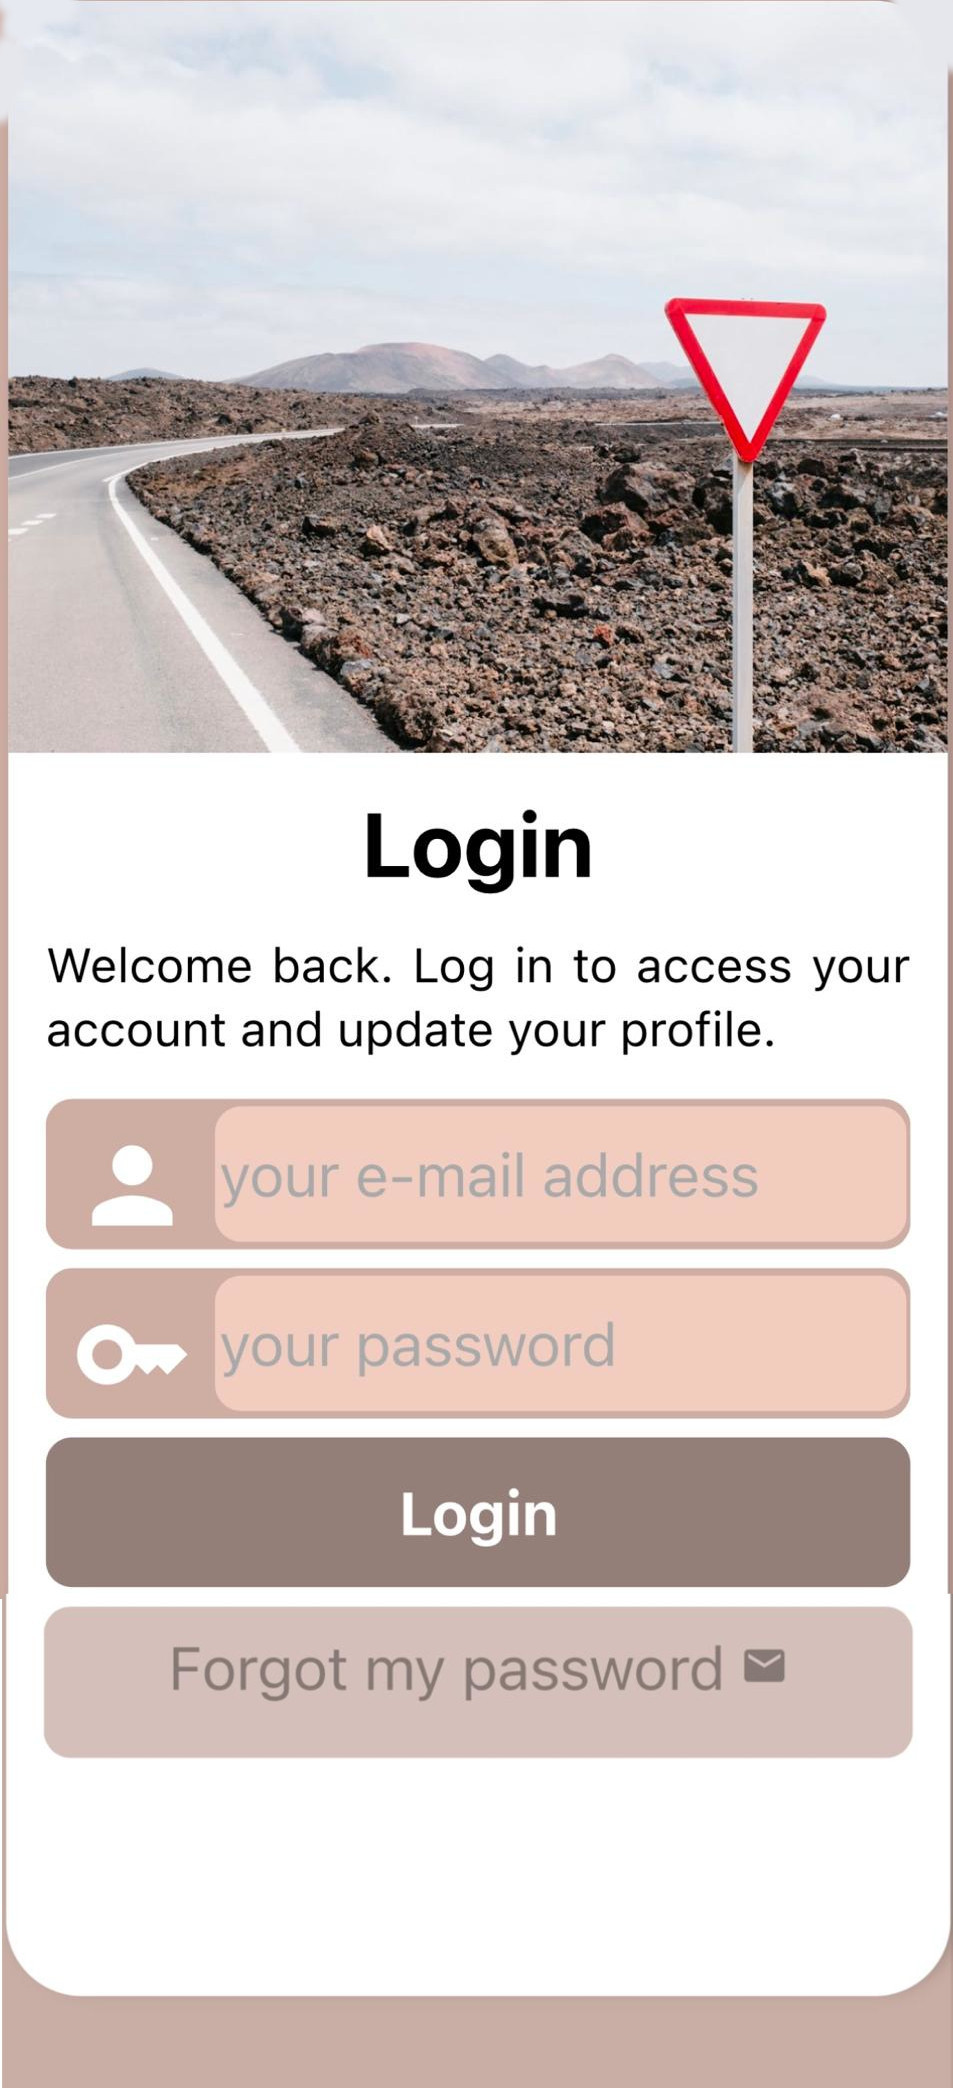 Login
Welcome back. Log in to access your
account and update your profile.
your e-mail address
your password
Login
Forgot my password